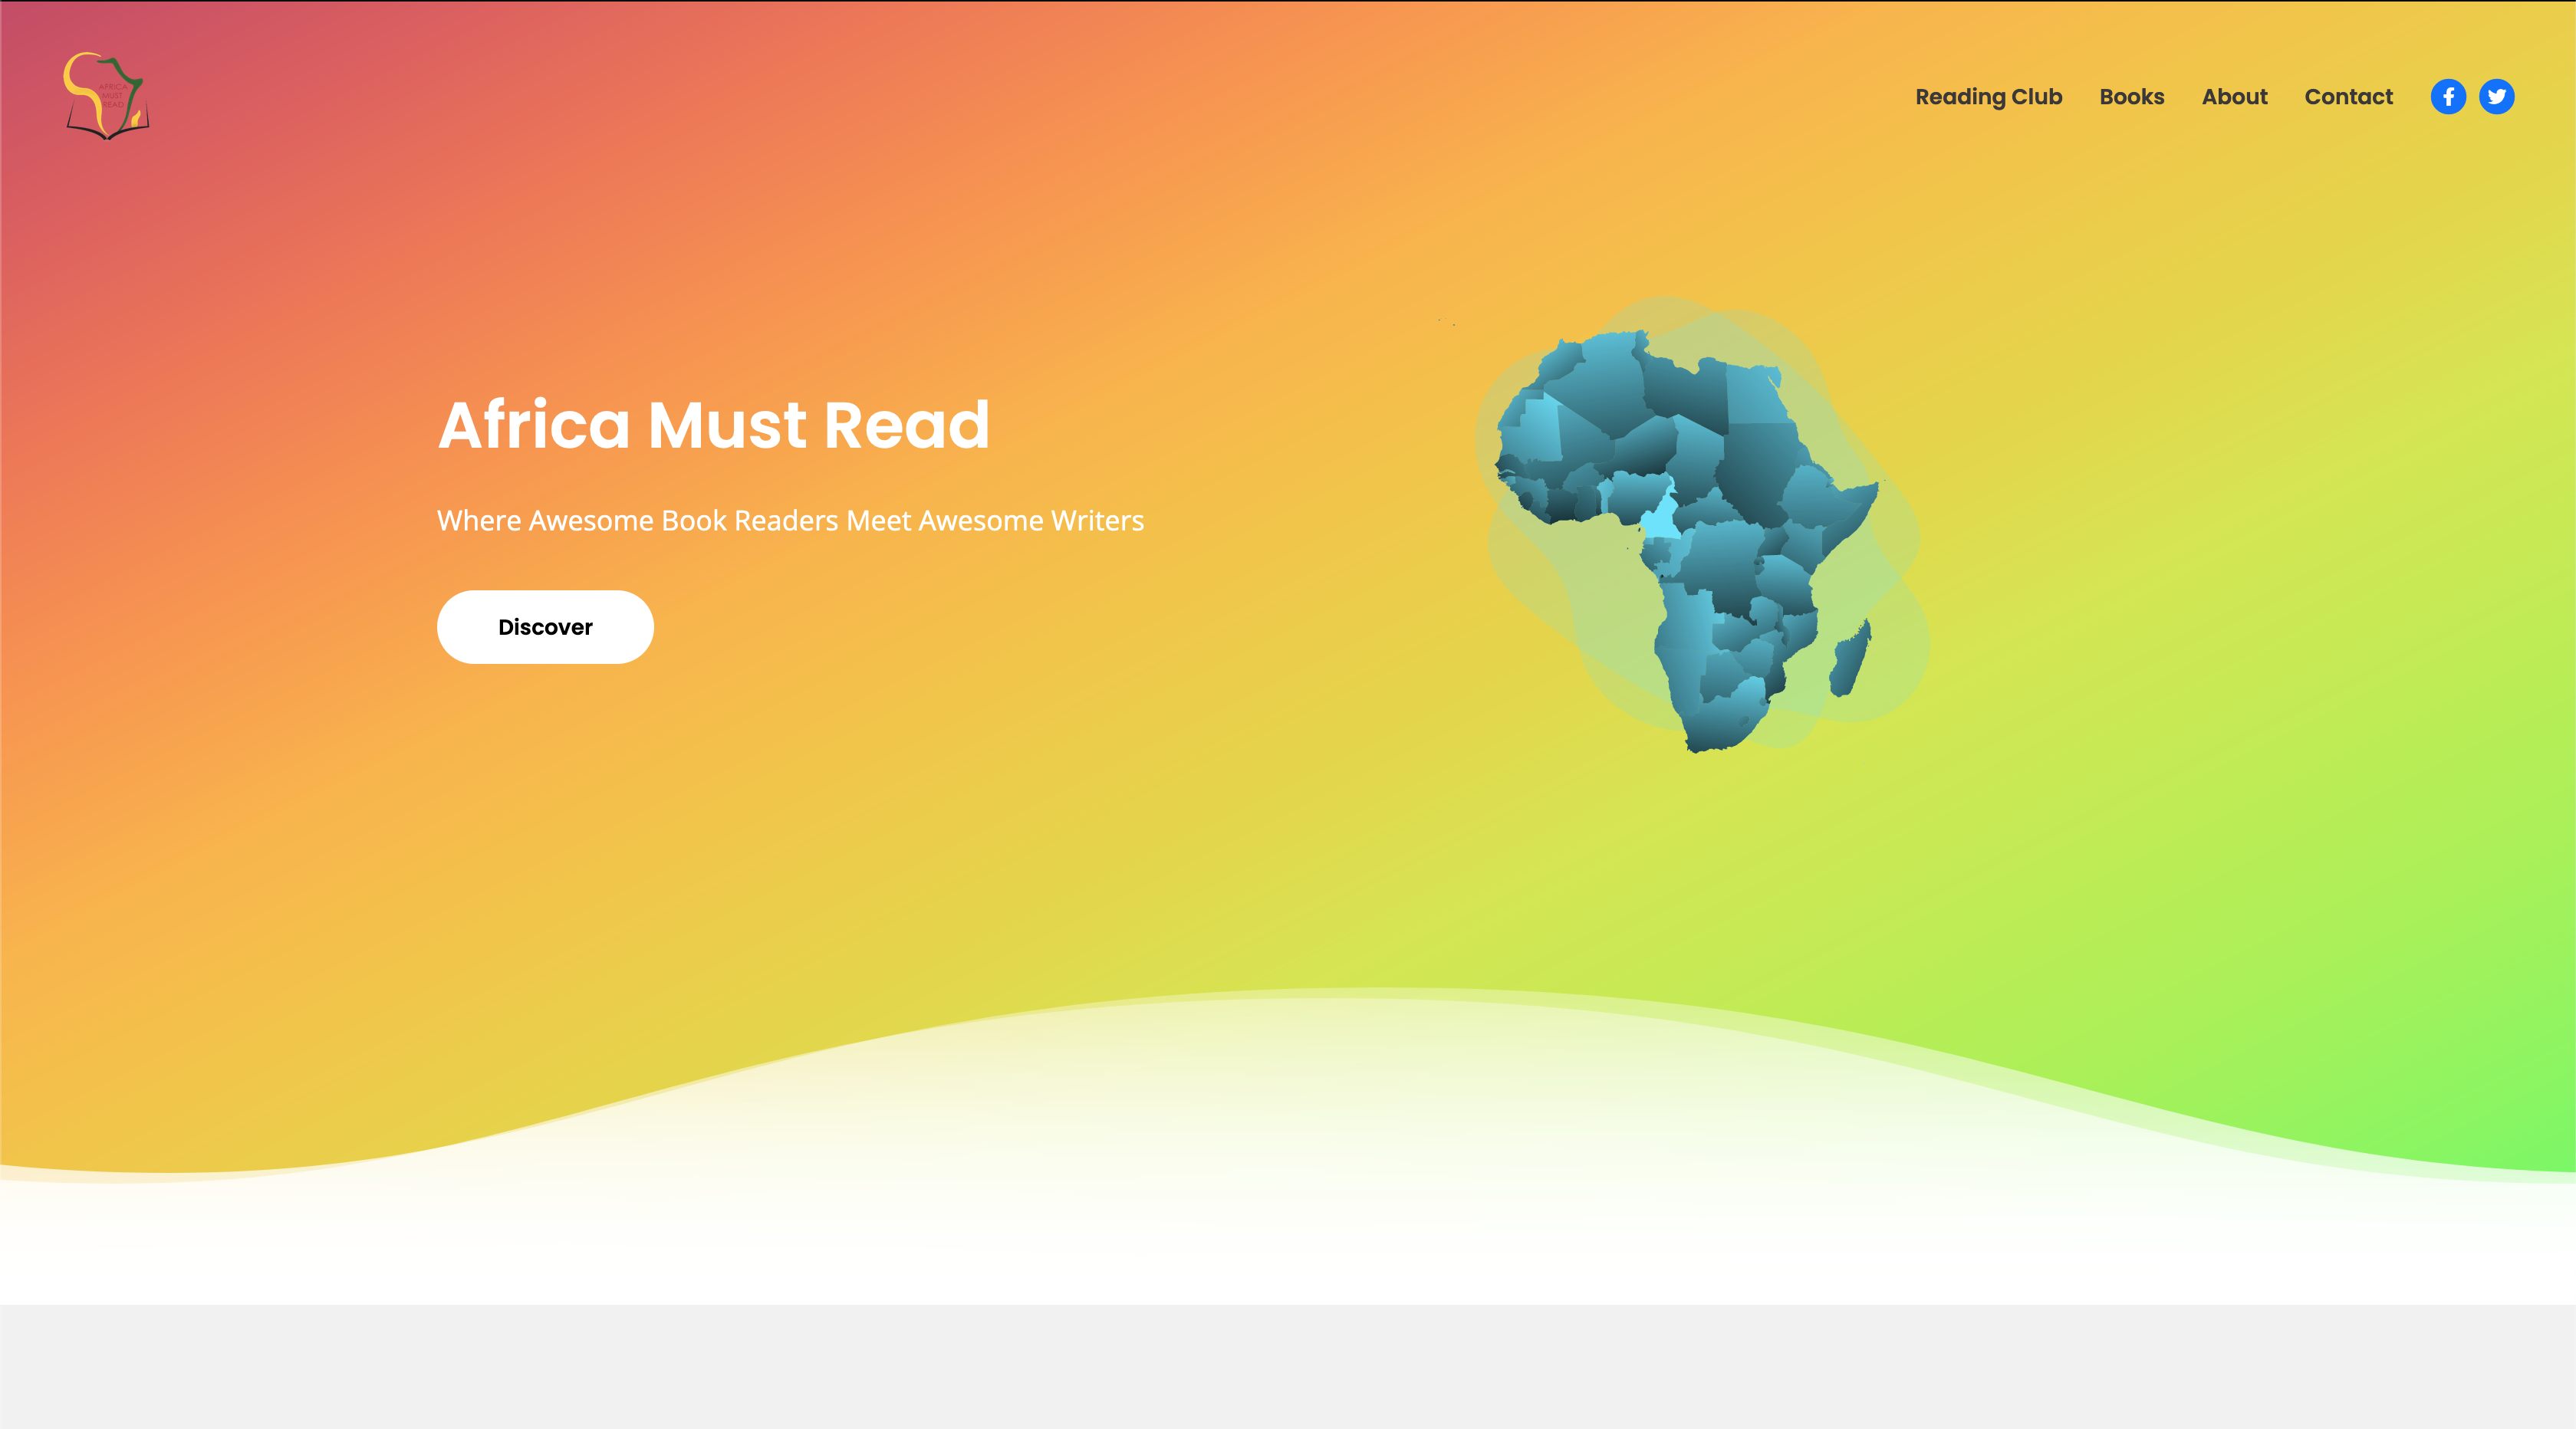 AFRICA
MUST
READ
Reading Club
Books
About
Contact
Africa Must Read
Where Awesome Book Readers Meet Awesome Writers
Discover